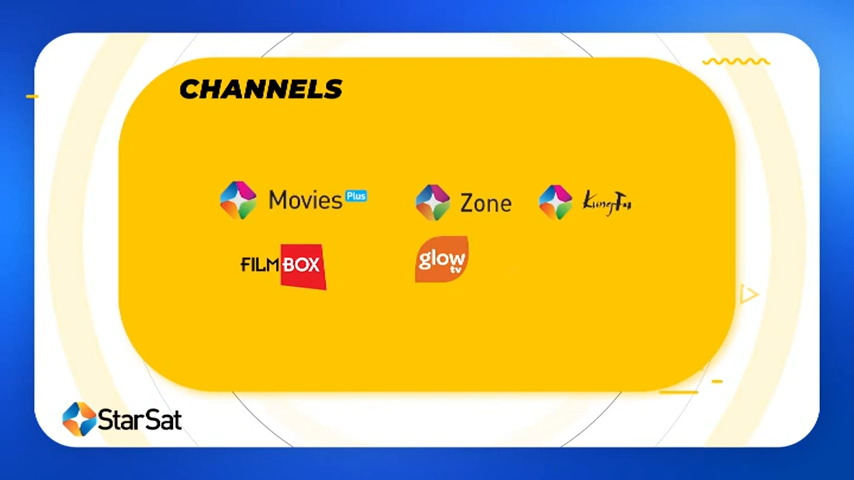 CHANNELS
Movies Plus
Zone
KungFu
FILMBOX
glow tv
StarSat